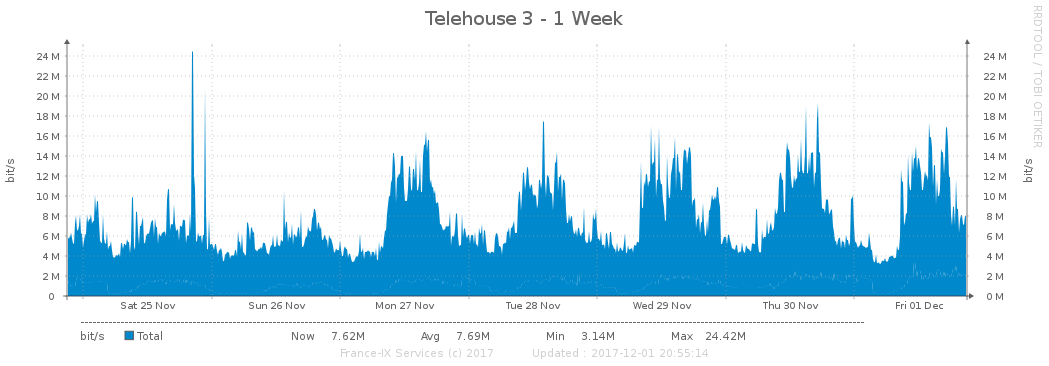 Telehouse 3 - 1 Week
RRDTOOL / TOBI OETIKER
24 M 24 M
22 M 22 M
20 M 20 M
18 M 18 M
16 M 16 M
14 M 14 M
12 M 12 M
10 M 10 M
8 M 8 M
6 M 6 M
4 M 4 M
2 M 2 M
0 0 M
bit/s
bit/s
Sat 25 Nov Sun 26 Nov Mon 27 Nov Tue 28 Nov Wed 29 Nov Thu 30 Nov Fri 01 Dec
bit/s Total Now 7.62M Avg 7.69M Min 3.14M Max 24.42M
France-IX Services (c) 2017 Updated : 2017-12-01 20:55:14